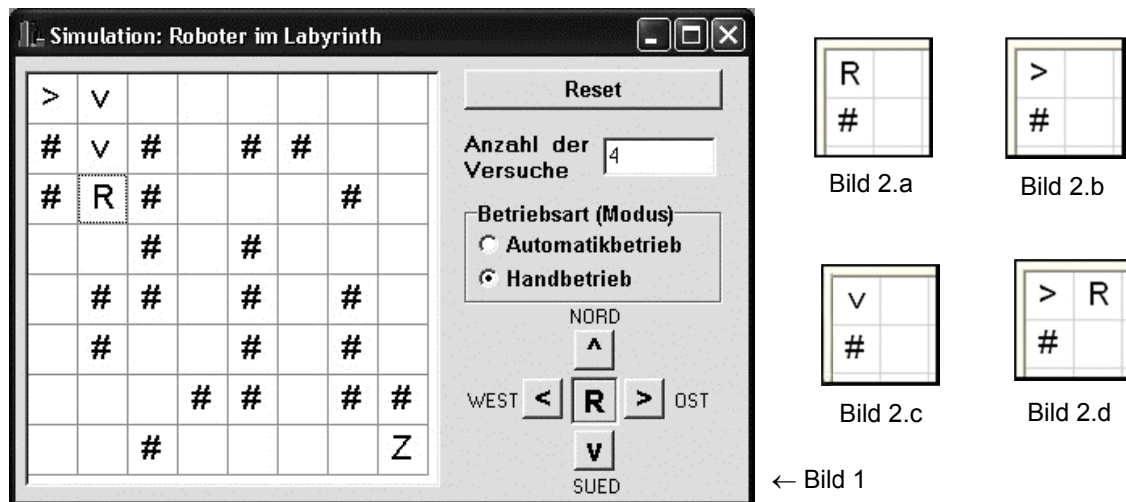 Simulation: Roboter im Labyrinth
> v
# v # # #
# R # #
# #
# # # #
# # #
# # # #
# Z
Reset
Anzahl der
Versuche
4
Betriebsart (Modus)
Automatikbetrieb
Handbetrieb
NORD
^
WEST < R > OST
v
SUED
R
#
Bild 2.a
>
#
Bild 2.b
v
#
Bild 2.c
> R
#
Bild 2.d
← Bild 1